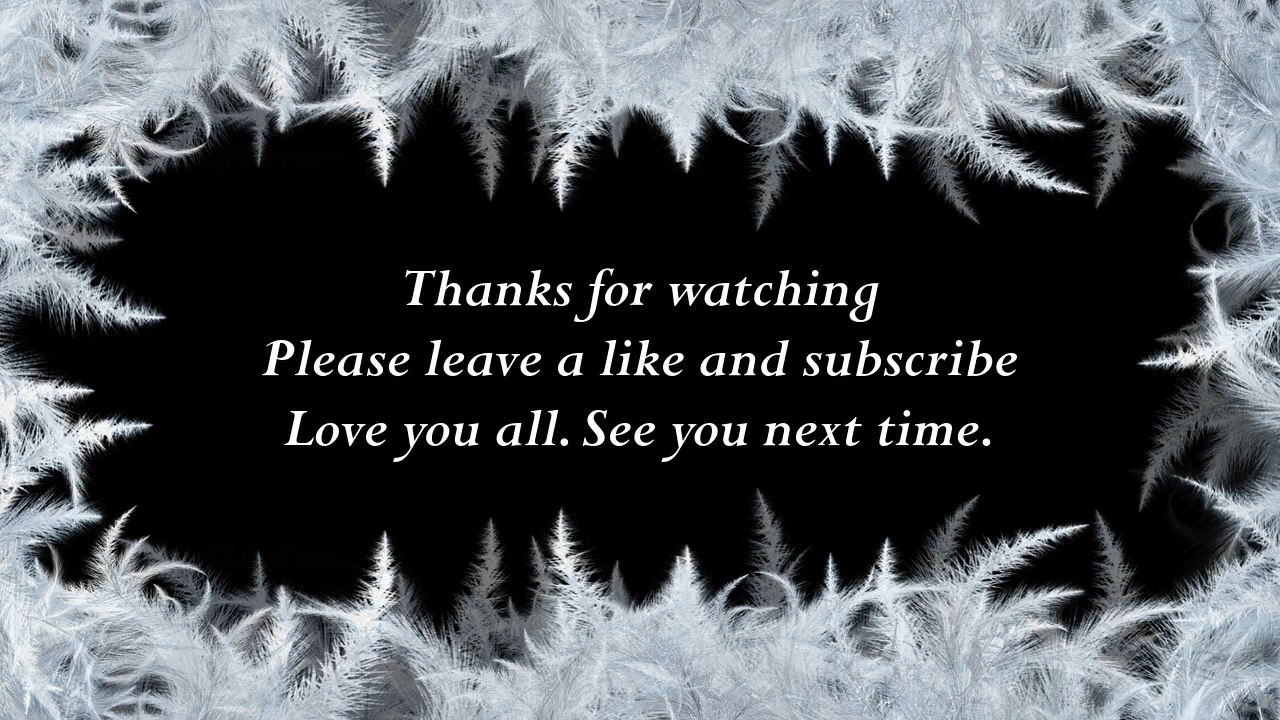 Thanks for watching
Please leave a like and subscribe
Love you all. See you next time.